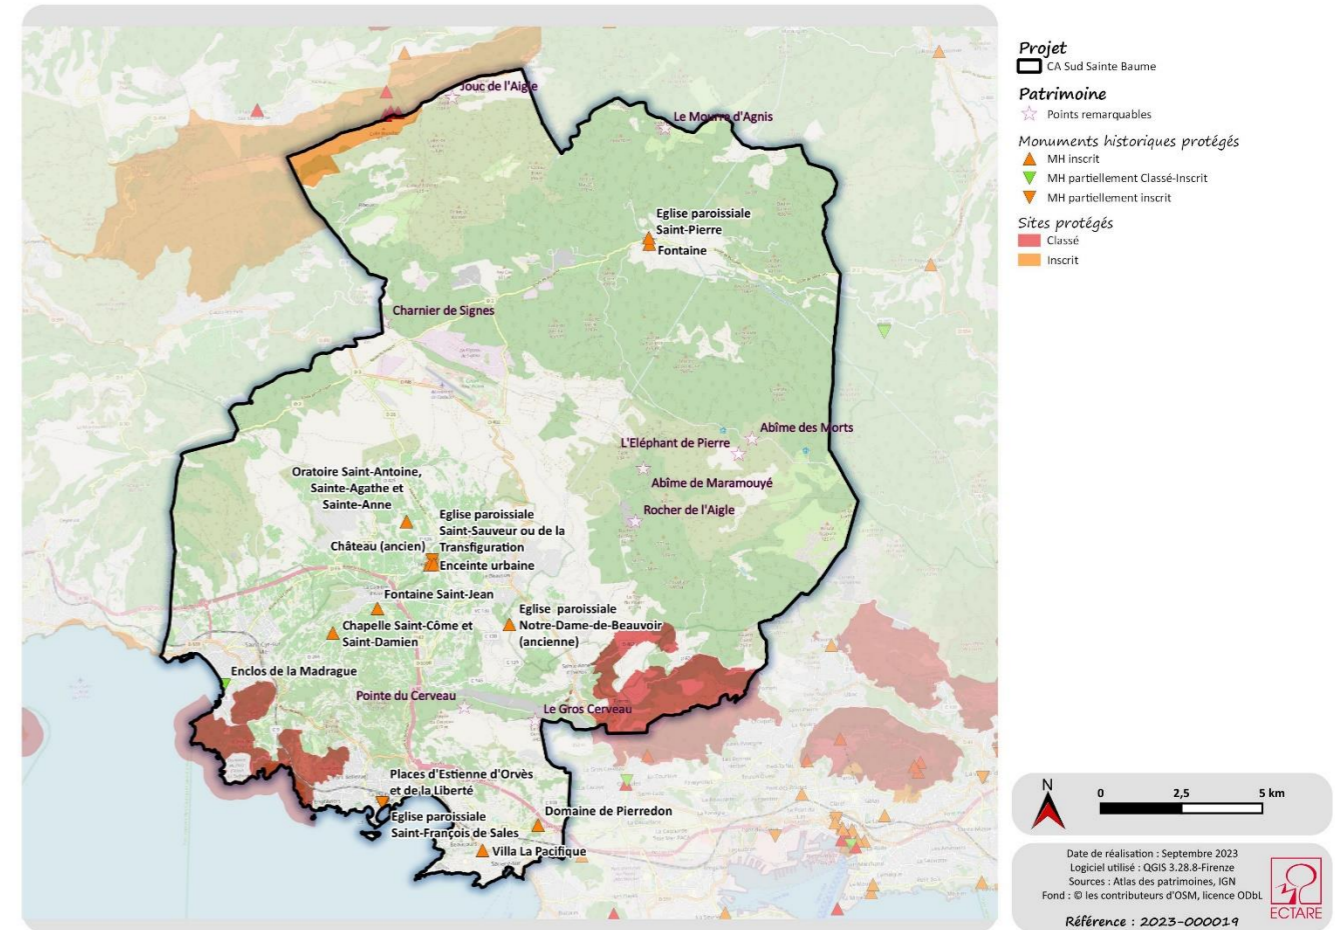 Jouc de l'Aigle
Le Mourre d'Agnis
Eglise paroissiale
Saint-Pierre
Fontaine
Charnier de Signes
Abîme des Morts
L'Eléphant de Pierre
Abîme de Maramouyé
Rocher de l'Aigle
Oratoire Saint-Antoine,
Sainte-Agathe et
Sainte-Anne
Eglise paroissiale
Saint-Sauveur ou de la
Transfiguration
Château (ancien)
Enceinte urbaine
Fontaine Saint-Jean
Chapelle Saint-Côme et
Saint-Damien
Eglise paroissiale
Notre-Dame-de-Beauvoir
(ancienne)
Enclos de la Madrague
Pointe du Cerveau
Le Gros Cerveau
Places d'Estienne d'Orvès
et de la Liberté
Eglise paroissiale
Saint-François de Sales
Domaine de Pierredon
Villa La Pacifique
Projet
CA Sud Sainte Baume
Patrimoine
Points remarquables
Monuments historiques protégés
MH inscrit
MH partiellement Classé-Inscrit
MH partiellement inscrit
Sites protégés
Classé
Inscrit
N
0 2,5 5 km
Date de réalisation : Septembre 2023
Logiciel utilisé : QGIS 3.28.8-Firenze
Sources : Atlas des patrimoines, IGN
Fond : © les contributeurs d'OSM, licence ODbL
Référence : 2023-000019
ECTARE